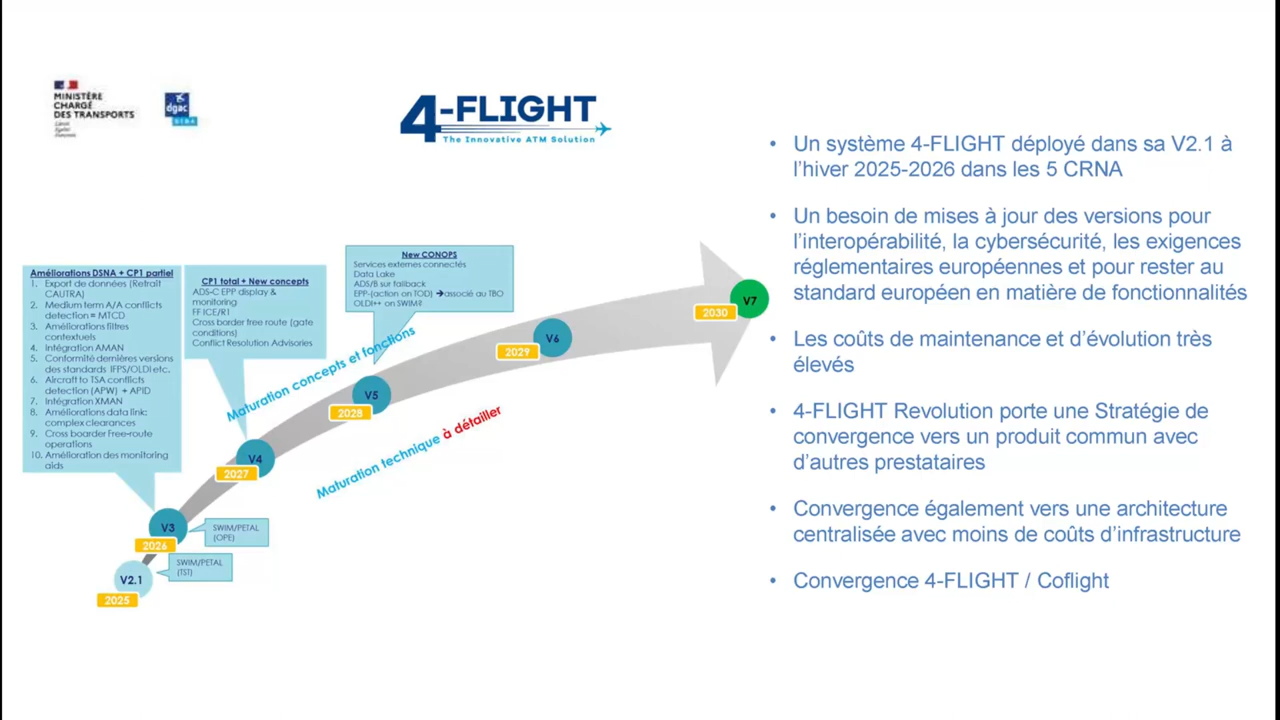 MINISTÈRE
CHARGÉ
DES TRANSPORTS
Liberté
Égalité
Fraternité
dgac
4-FLIGHT
The Innovative ATM Solution
Améliorations DSNA + CP1 partiel
1. Export de données (Retrait
CAUTRA)
2. Medium term A/A conflicts
detection = MTCD
3. Améliorations filtres
contextuels
4. Intégration AMAN
5. Conformité dernières versions
des standards IFPS/OLDI etc.
6. Aircraft to TSA conflicts
detection (APW) + APID
7. Intégration XMAN
8. Améliorations data link:
complex clearances
9. Cross boarder Free-route
operations
10. Amélioration des monitoring
aids
CP1 total + New concepts
ADS-C EPP display &
monitoring
FF ICE/R1
Cross border free route (gate
conditions)
Conflict Resolution Advisories
New CONOPS
Services externes connectés
Data Lake
ADS/B sur fallback
EPP-(action on TOD) ➔associé au TBO
OLDI++ on SWIM?
Maturation concepts et fonctions
Maturation technique à détailler
V7
2030
V6
2029
V5
2028
V4
2027
V3
2026
SWIM/PETAL
(OPE)
SWIM/PETAL
(TST)
V2.1
2025
• Un système 4-FLIGHT déployé dans sa V2.1 à
l’hiver 2025-2026 dans les 5 CRNA
• Un besoin de mises à jour des versions pour
l’interopérabilité, la cybersécurité, les exigences
réglementaires européennes et pour rester au
standard européen en matière de fonctionnalités
• Les coûts de maintenance et d’évolution très
élevés
• 4-FLIGHT Revolution porte une Stratégie de
convergence vers un produit commun avec
d’autres prestataires
• Convergence également vers une architecture
centralisée avec moins de coûts d’infrastructure
• Convergence 4-FLIGHT / Coflight